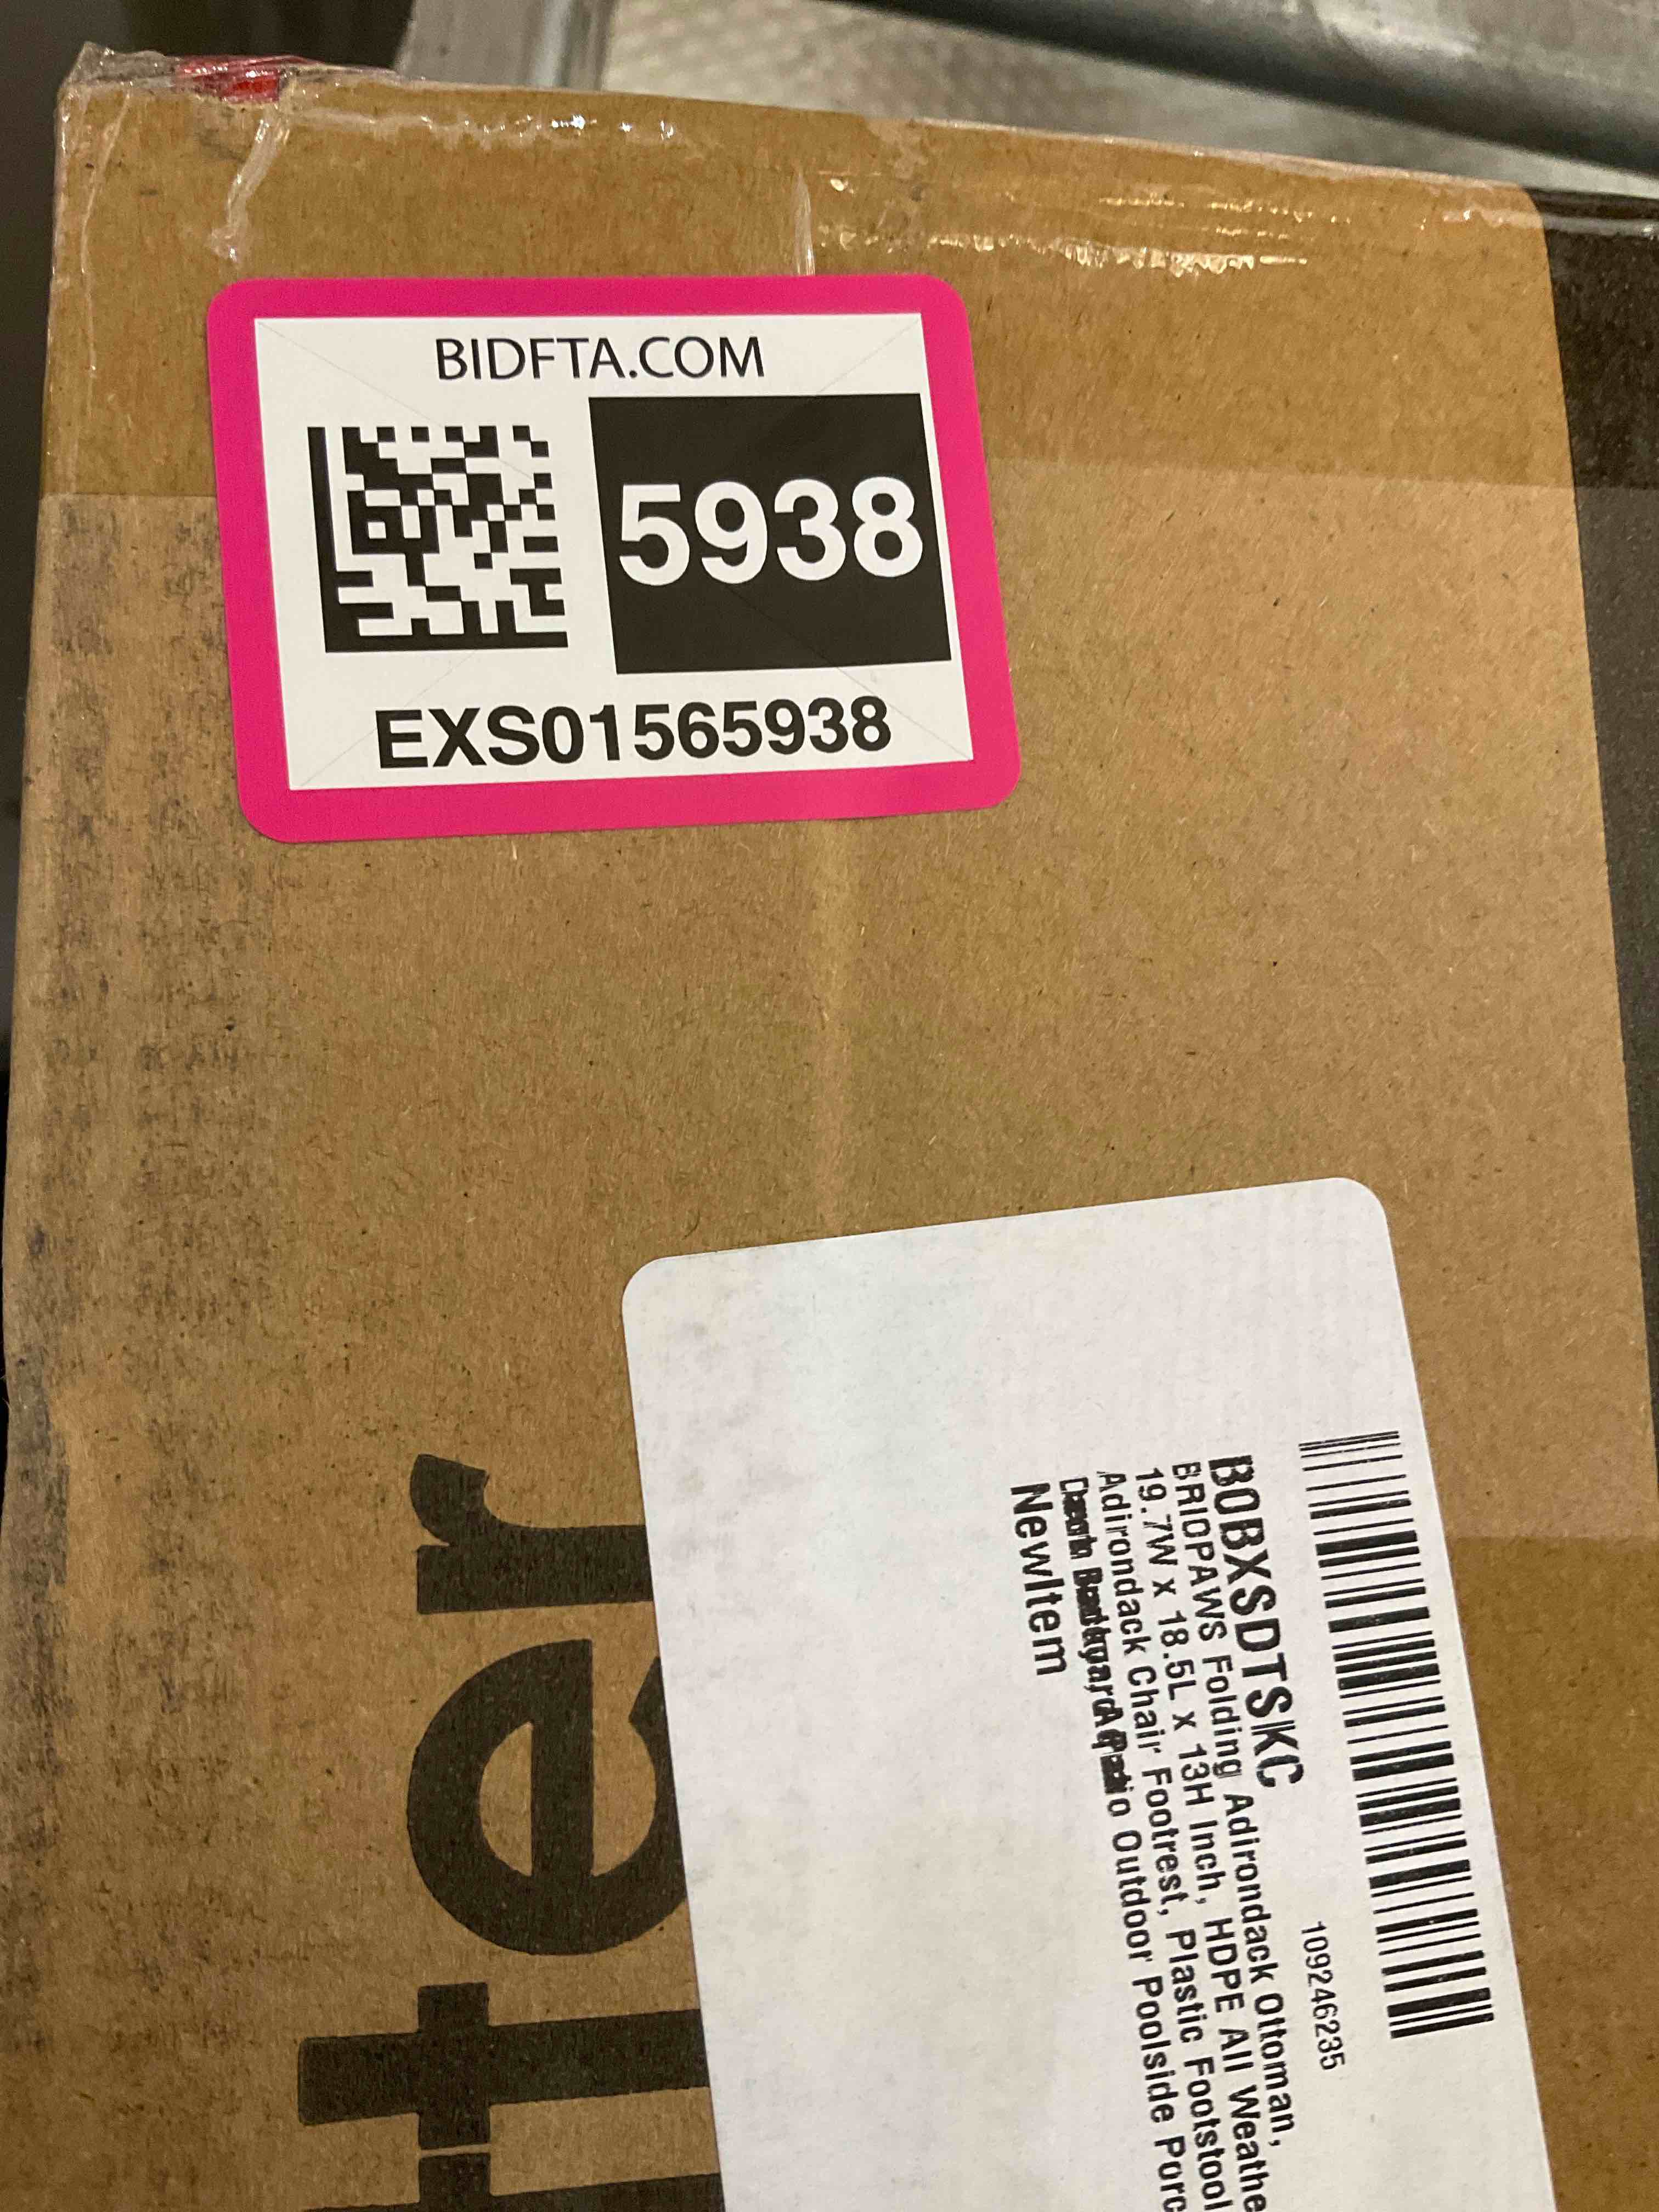 BIDFTA.COM
5938
EXS01565938
109246235
B0BXSDTSKC
BRIOPAWS Folding Adirondack Ottoman,
19.7W x 18.5L x 13H Inch, HDPE All Weathe
Adirondack Chair Footrest, Plastic Footstool
Outdoor Poolside Porc
NewItem
tter